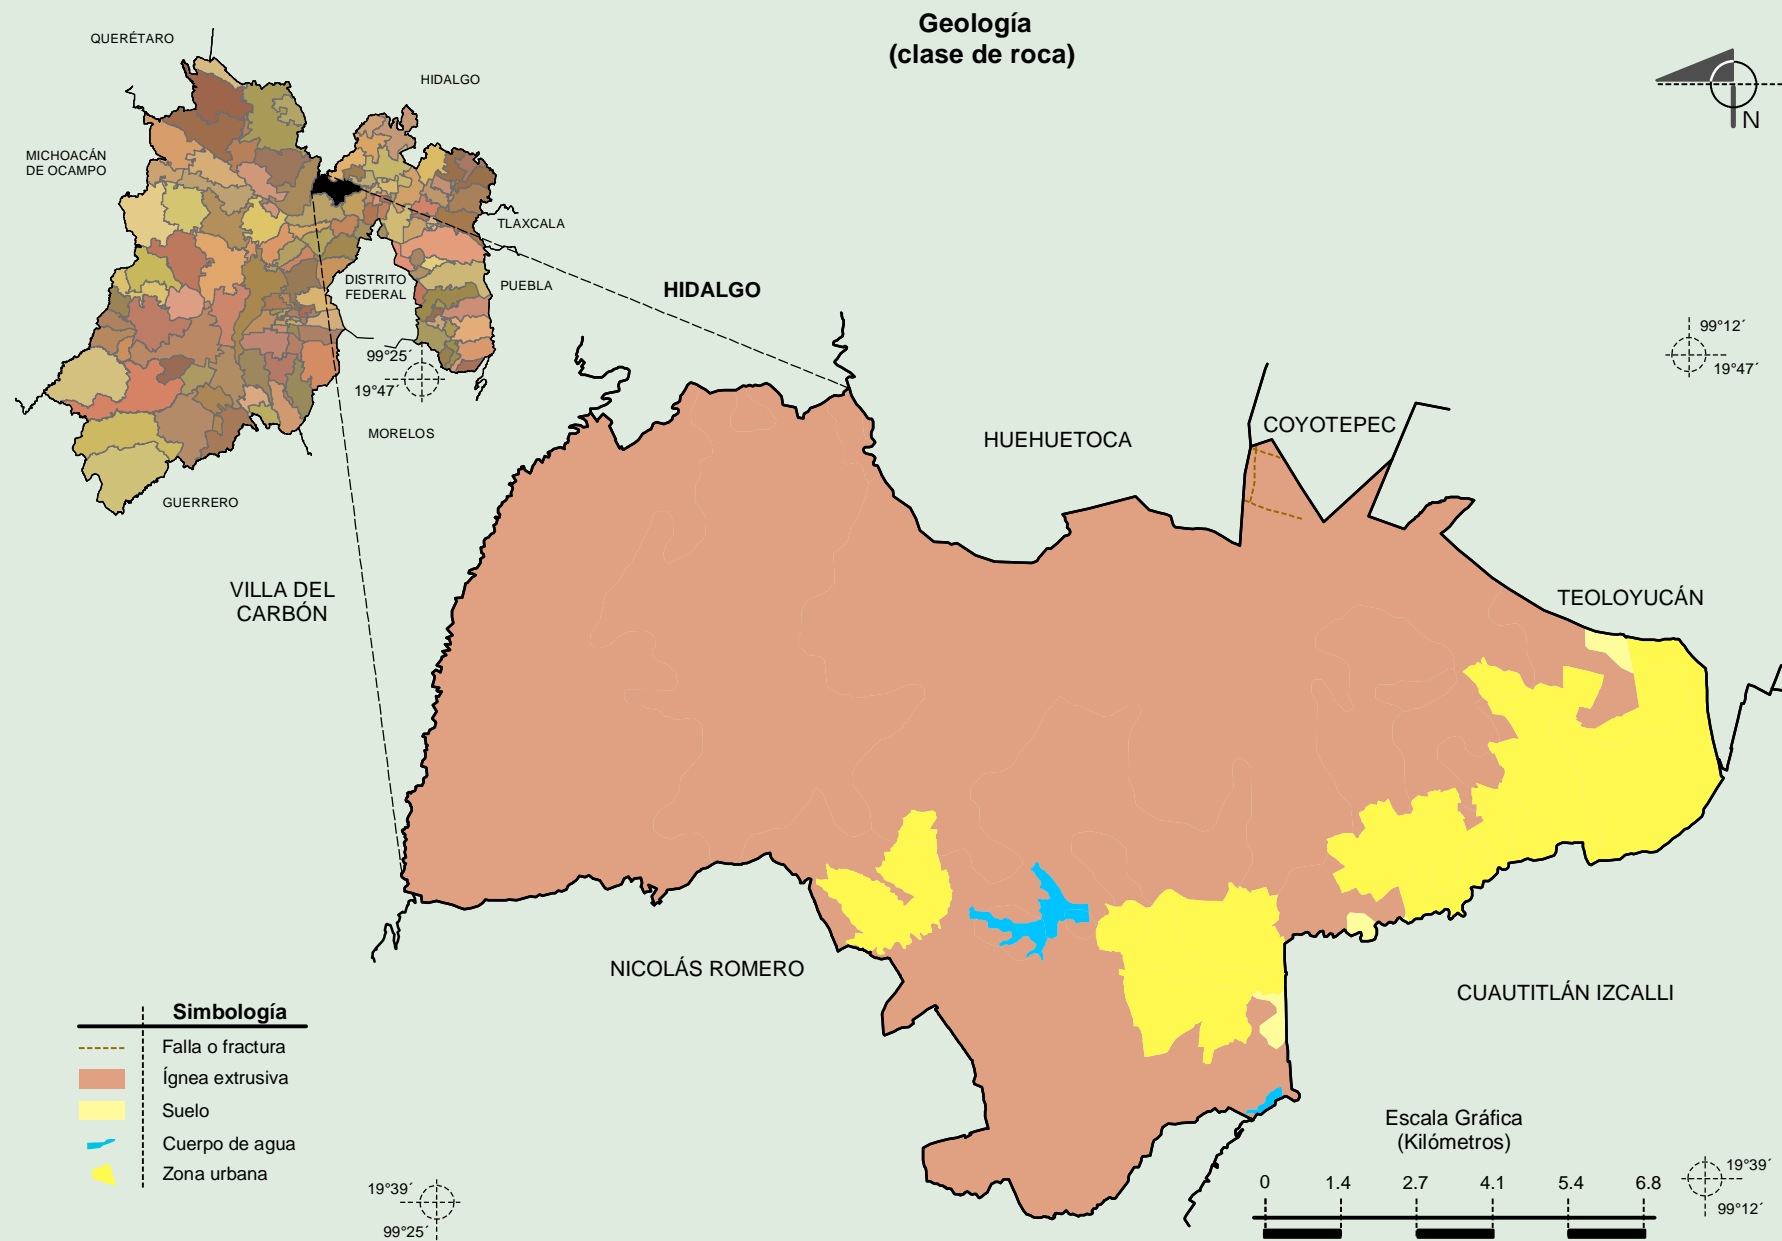 Geología
(clase de roca)
QUERÉTARO
HIDALGO
MICHOACÁN
DE OCAMPO
TLAXCALA
DISTRITO
FEDERAL
PUEBLA
MORELOS
GUERRERO
N
99°25´
19°47´
99°12´
19°47´
HIDALGO
HUEHUETOCA
COYOTEPEC
TEOLOYUCÁN
VILLA DEL
CARBÓN
NICOLÁS ROMERO
CUAUTITLÁN IZCALLI
Simbología
Falla o fractura
Ígnea extrusiva
Suelo
Cuerpo de agua
Zona urbana
19°39´
99°25´
Escala Gráfica
(Kilómetros)
0 1.4 2.7 4.1 5.4 6.8
19°39´
99°12´